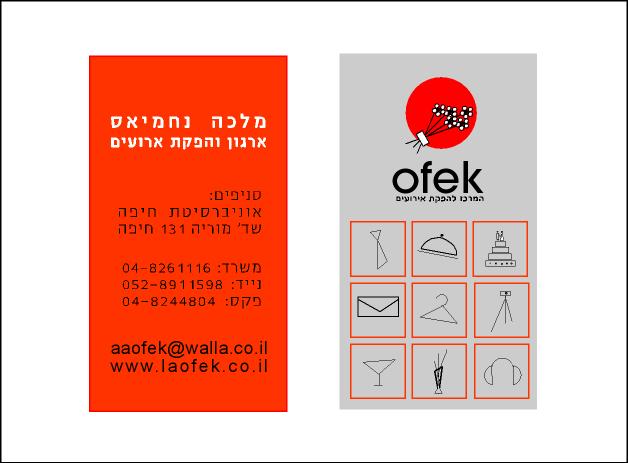 מלכה נחמיאס
ארגון והפקת ארועים
סניפים:
אוניברסיטת חיפה
שד' מוריה 131 חיפה
משרד: 04-8261116
נייד: 052-8911598
פקס: 04-8244804
aaofek@walla.co.il
www.laofek.co.il
ofek
המרכז להפקת אירועים